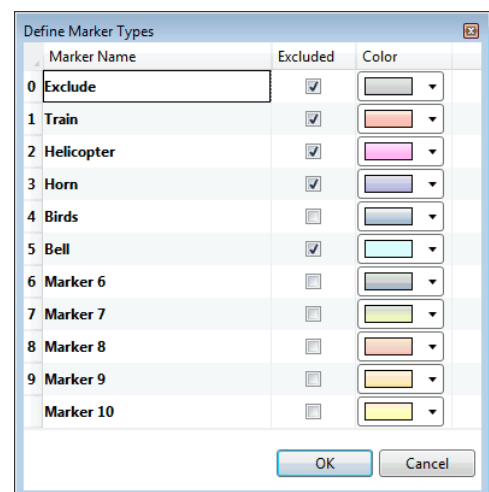 Define Marker Types
Marker Name Excluded Color
0 Exclude
1 Train
2 Helicopter
3 Horn
4 Birds
5 Bell
6 Marker 6
7 Marker 7
8 Marker 8
9 Marker 9
Marker 10
OK Cancel